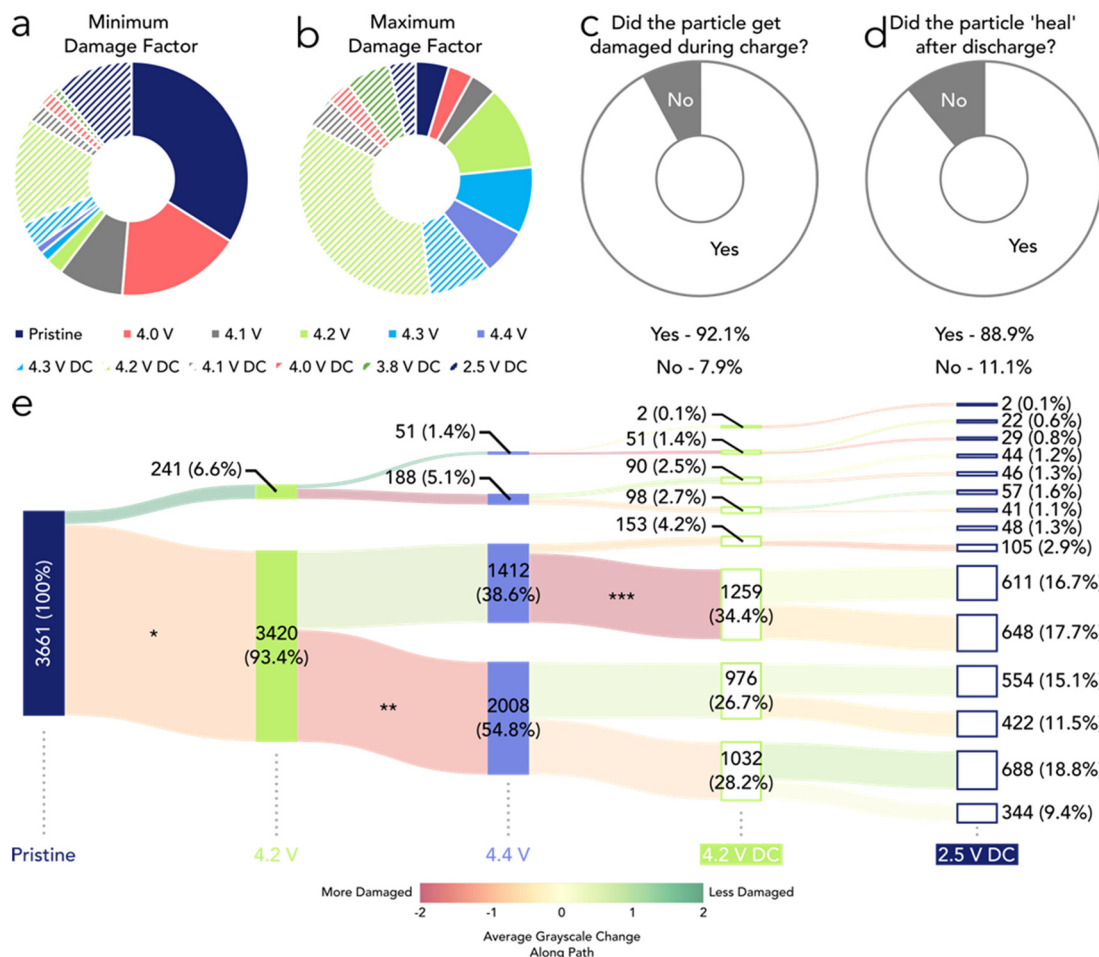 a
Minimum
Damage Factor
b
Maximum
Damage Factor
c
Did the particle get
damaged during charge?
d
Did the particle 'heal'
after discharge?
No
Yes
No
Yes
Pristine
4.0 V
4.1 V
4.2 V
4.3 V
4.4 V
4.3 V DC
4.2 V DC
4.1 V DC
4.0 V DC
3.8 V DC
2.5 V DC
Yes - 92.1%
No - 7.9%
Yes - 88.9%
No - 11.1%
e
3661 (100%)
241 (6.6%)
3420
(93.4%)
51 (1.4%)
188 (5.1%)
1412
(38.6%)
2008
(54.8%)
2 (0.1%)
51 (1.4%)
90 (2.5%)
98 (2.7%)
153 (4.2%)
1259
(34.4%)
976
(26.7%)
1032
(28.2%)
2 (0.1%)
22 (0.6%)
29 (0.8%)
44 (1.2%)
46 (1.3%)
57 (1.6%)
41 (1.1%)
48 (1.3%)
105 (2.9%)
611 (16.7%)
648 (17.7%)
554 (15.1%)
422 (11.5%)
688 (18.8%)
344 (9.4%)
*
**
***
Pristine
4.2 V
4.4 V
4.2 V DC
2.5 V DC
More Damaged
Less Damaged
-2
-1
0
1
2
Average Grayscale Change
Along Path